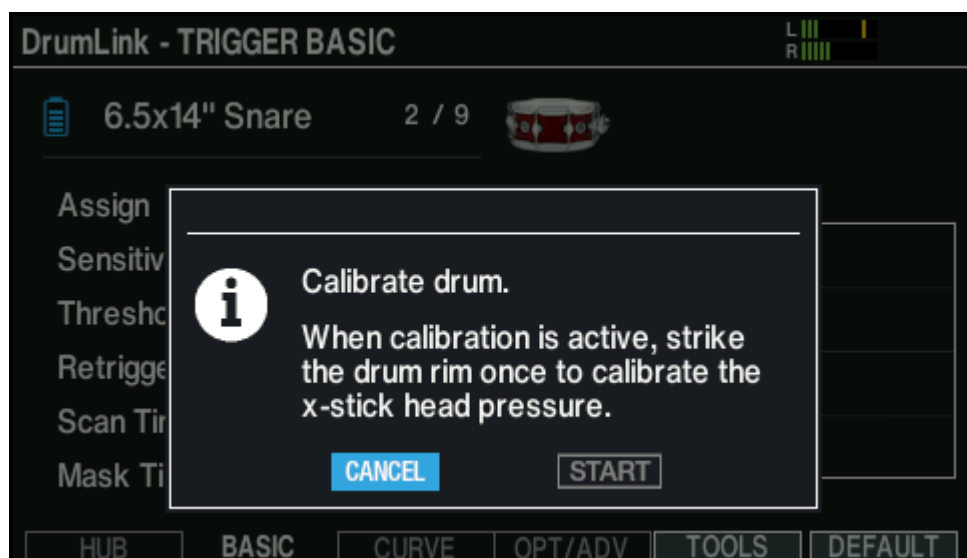 DrumLink - TRIGGER BASIC
L
R
6.5x14" Snare 2 / 9
Assign
Sensitiv
Thresho
Retrigge
Scan Tir
Mask Ti
Calibrate drum.
When calibration is active, strike
the drum rim once to calibrate the
x-stick head pressure.
CANCEL START
HUB BASIC CURVE OPT/ADV TOOLS DEFAULT